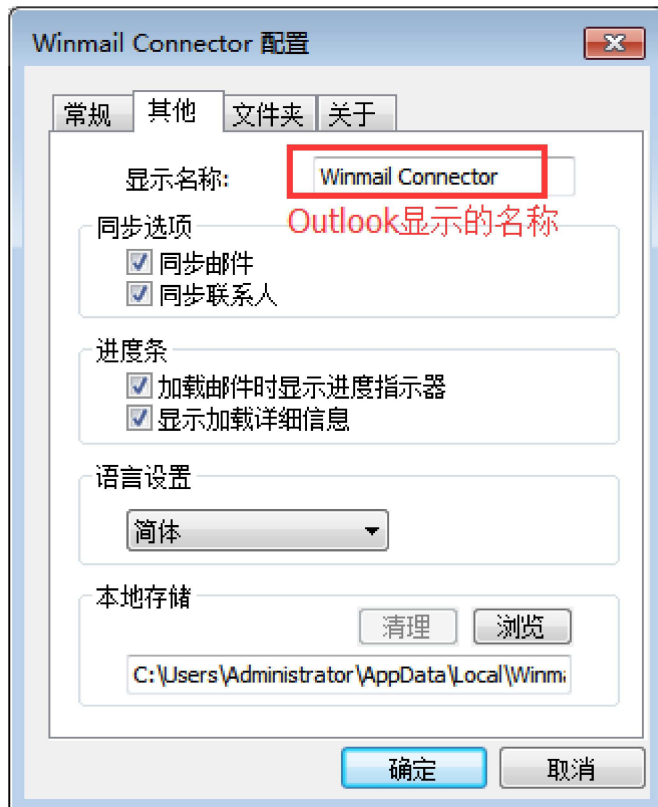 Winmail Connector 配置
常规 其他 文件夹 关于
显示名称: Winmail Connector
Outlook显示的名称
同步选项
同步邮件
同步联系人
进度条
加载邮件时显示进度指示器
显示加载详细信息
语言设置
简体
本地存储
清理 浏览
C:\Users\Administrator\AppData\Local\Winma
确定 取消